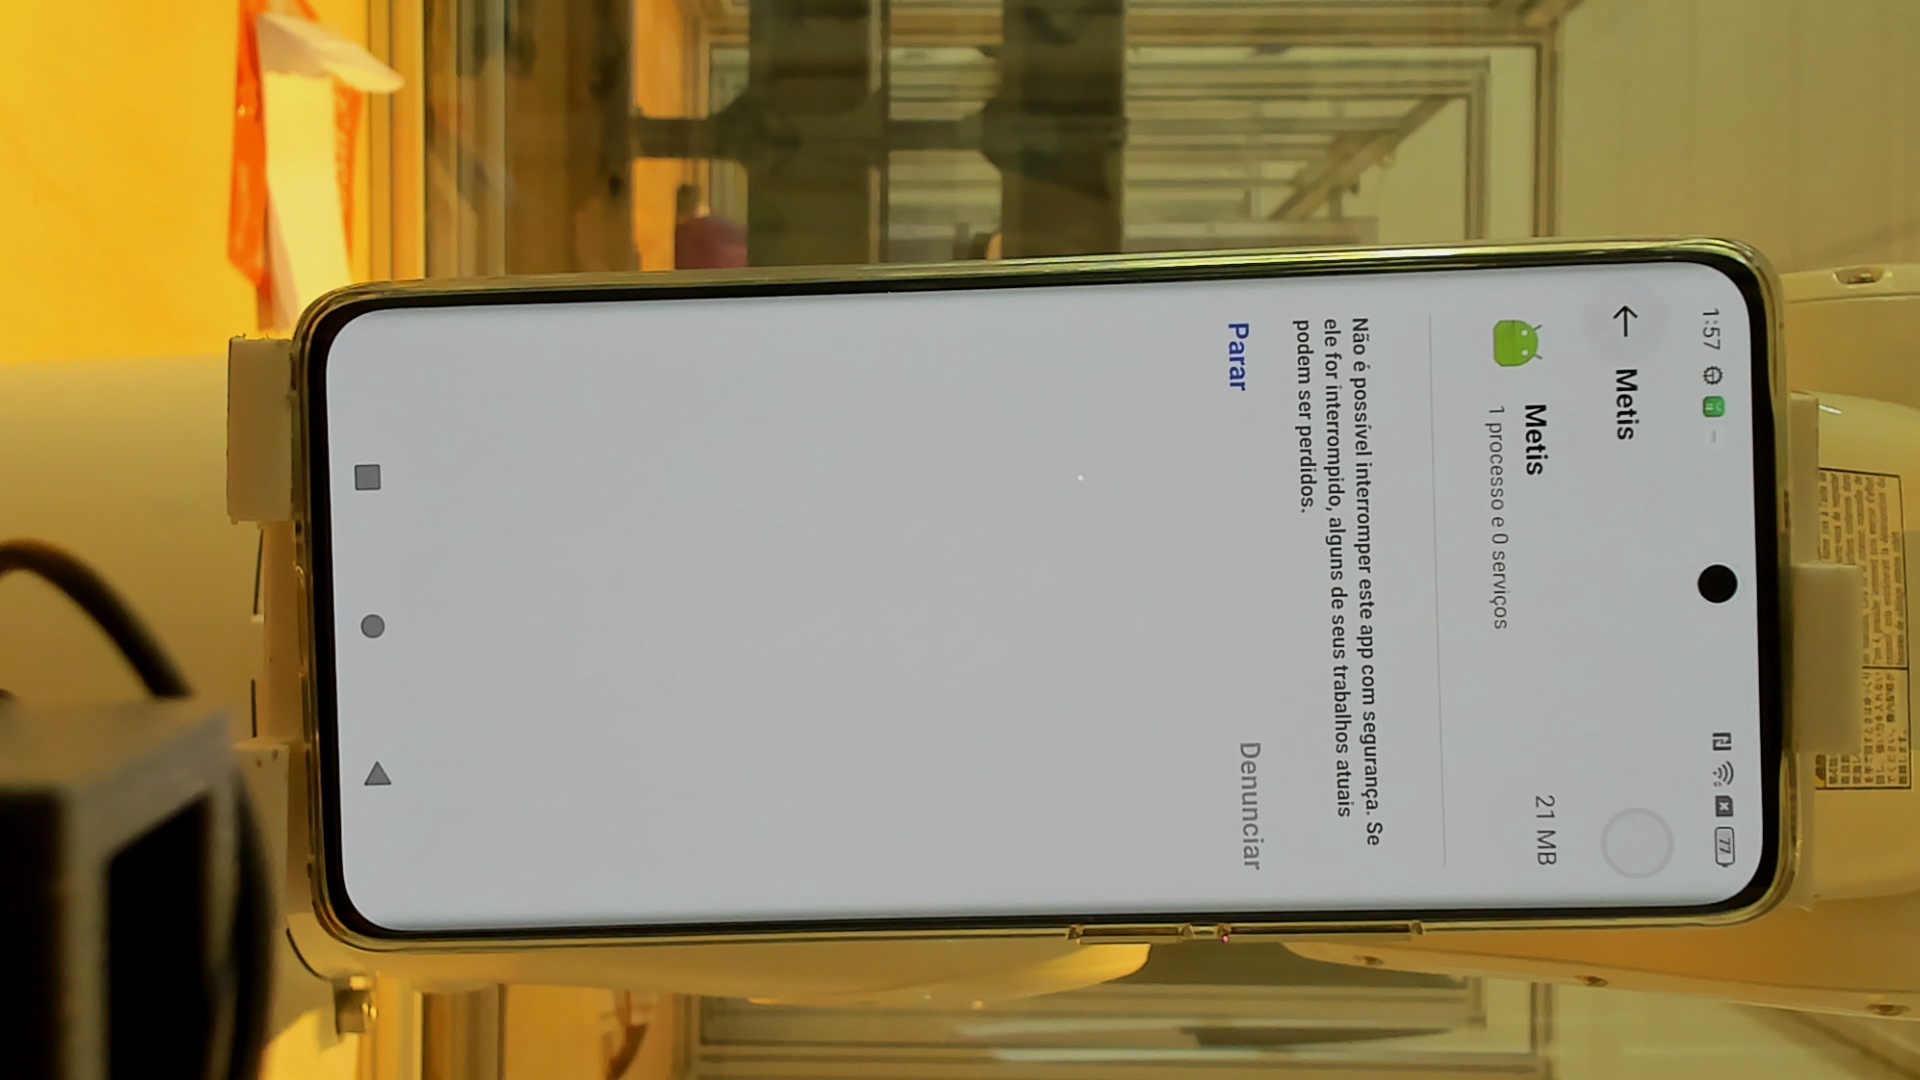 1:57
77
Metis
Metis
21 MB
1 processo e 0 serviços
Não é possível interromper este app com segurança. Se
ele for interrompido, alguns de seus trabalhos atuais
podem ser perdidos.
Parar
Denunciar